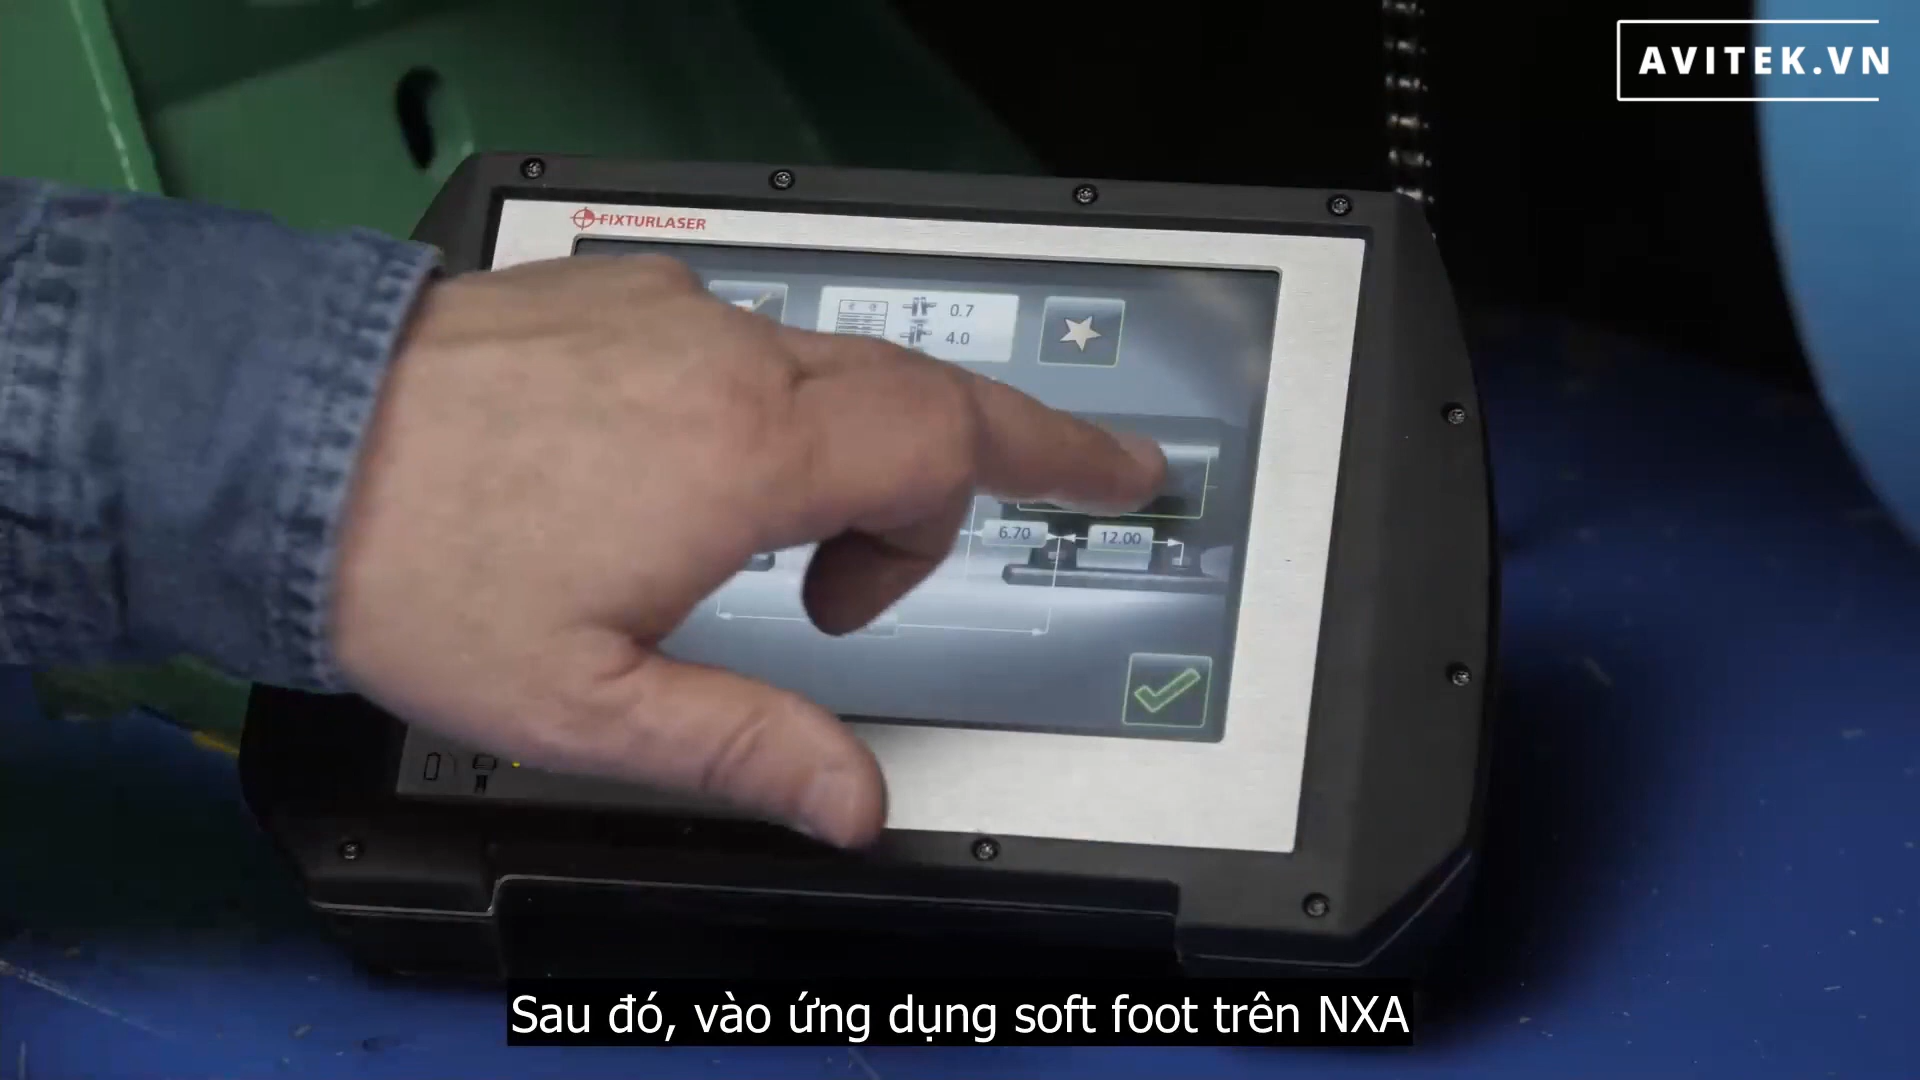 AVITEK.VN
FIXTURLASER
0.7
4.0
6.70
12.00
Sau đó, vào ứng dụng soft foot trên NXA